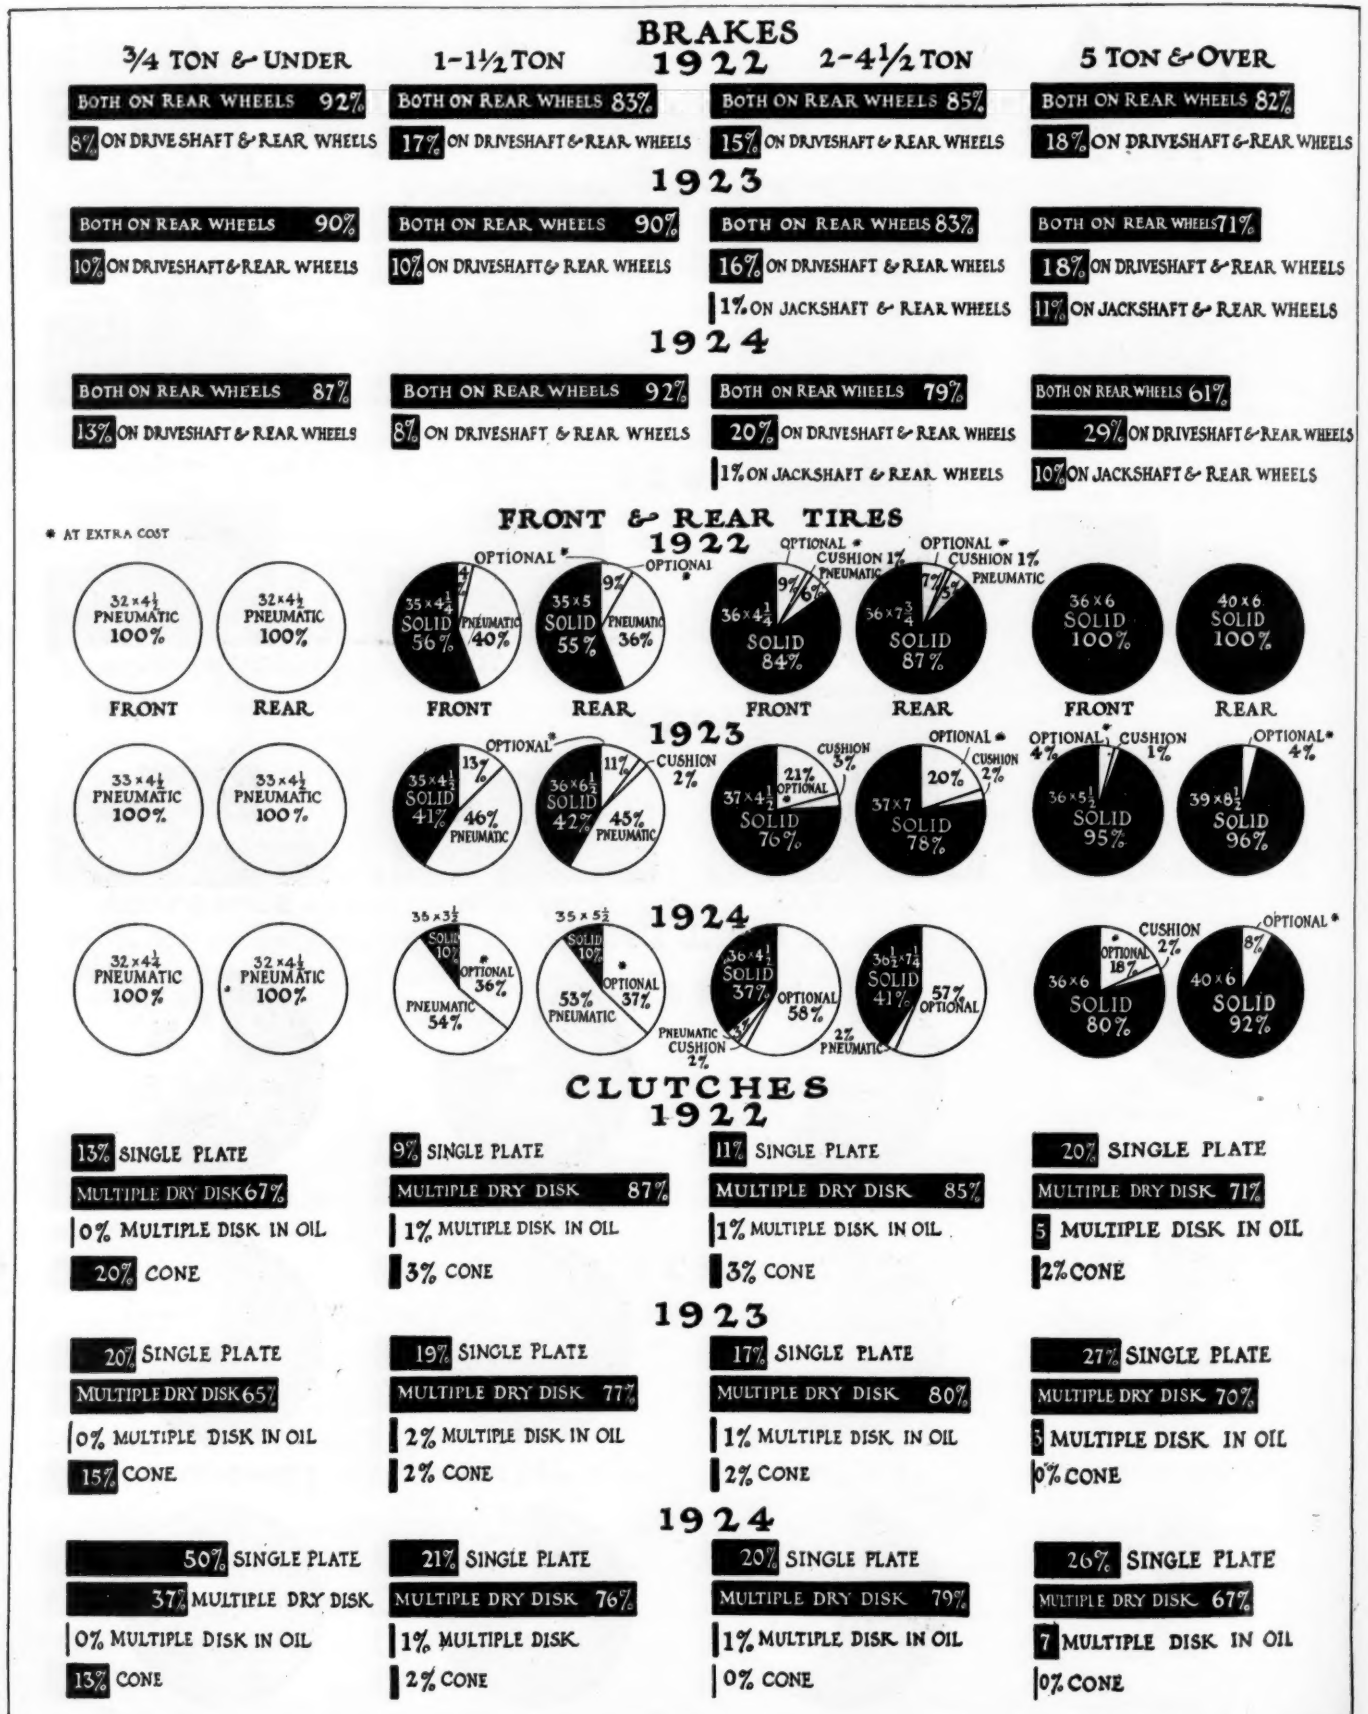 BRAKES
3/4 TON & UNDER 1-1½ TON 1922 2-4½ TON 5 TON & OVER
BOTH ON REAR WHEELS 92% BOTH ON REAR WHEELS 83% BOTH ON REAR WHEELS 85% BOTH ON REAR WHEELS 82%
8% ON DRIVESHAFT & REAR WHEELS 17% ON DRIVESHAFT & REAR WHEELS 15% ON DRIVESHAFT & REAR WHEELS 18% ON DRIVESHAFT & REAR WHEELS
1923
BOTH ON REAR WHEELS 90% BOTH ON REAR WHEELS 90% BOTH ON REAR WHEELS 83% BOTH ON REAR WHEELS 71%
10% ON DRIVESHAFT & REAR WHEELS 10% ON DRIVESHAFT & REAR WHEELS 16% ON DRIVESHAFT & REAR WHEELS 18% ON DRIVESHAFT & REAR WHEELS
1% ON JACKSHAFT & REAR WHEELS 11% ON JACKSHAFT & REAR WHEELS
1924
BOTH ON REAR WHEELS 87% BOTH ON REAR WHEELS 92% BOTH ON REAR WHEELS 79% BOTH ON REAR WHEELS 61%
13% ON DRIVESHAFT & REAR WHEELS 8% ON DRIVESHAFT & REAR WHEELS 20% ON DRIVESHAFT & REAR WHEELS 29% ON DRIVESHAFT & REAR WHEELS
1% ON JACKSHAFT & REAR WHEELS 10% ON JACKSHAFT & REAR WHEELS
FRONT & REAR TIRES
* AT EXTRA COST
1922
32 x 4½
PNEUMATIC
100%
FRONT
32 x 4½
PNEUMATIC
100%
REAR
OPTIONAL *
4%
35 x 4¼
SOLID
56%
PNEUMATIC
40%
FRONT
OPTIONAL
*
9%
35 x 5
SOLID
55%
PNEUMATIC
36%
REAR
OPTIONAL *
CUSHION 1%
PNEUMATIC
9%
6%
36 x 4¼
SOLID
84%
FRONT
OPTIONAL *
CUSHION 1%
PNEUMATIC
7%
5%
36 x 7¾
SOLID
87%
REAR
36 x 6
SOLID
100%
FRONT
40 x 6
SOLID
100%
REAR
1923
33 x 4½
PNEUMATIC
100%
33 x 4½
PNEUMATIC
100%
OPTIONAL *
13%
35 x 4½
SOLID
41%
46%
PNEUMATIC
11%
CUSHION
2%
36 x 6½
SOLID
42%
45%
PNEUMATIC
CUSHION
3%
21%
OPTIONAL
*
37 x 4½
SOLID
76%
OPTIONAL *
CUSHION
2%
20%
37 x 7
SOLID
78%
OPTIONAL *
4%
CUSHION
1%
36 x 5½
SOLID
95%
OPTIONAL *
4%
39 x 8½
SOLID
96%
1924
32 x 4¼
PNEUMATIC
100%
32 x 4½
PNEUMATIC
100%
35 x 3½
SOLID
10%
*
OPTIONAL
36%
PNEUMATIC
54%
35 x 5½
SOLID
10%
*
OPTIONAL
37%
53%
PNEUMATIC
36 x 4½
SOLID
37%
OPTIONAL
58%
PNEUMATIC
3%
CUSHION
2%
36½ x 7¼
SOLID
41%
57%
OPTIONAL
2%
PNEUMATIC
CUSHION
2%
*
OPTIONAL
18%
36 x 6
SOLID
80%
OPTIONAL *
8%
40 x 6
SOLID
92%
CLUTCHES
1922
13% SINGLE PLATE 9% SINGLE PLATE 11% SINGLE PLATE 20% SINGLE PLATE
MULTIPLE DRY DISK 67% MULTIPLE DRY DISK 87% MULTIPLE DRY DISK 85% MULTIPLE DRY DISK 71%
0% MULTIPLE DISK IN OIL 1% MULTIPLE DISK IN OIL 1% MULTIPLE DISK IN OIL 5 MULTIPLE DISK IN OIL
20% CONE 3% CONE 3% CONE 2% CONE
1923
20% SINGLE PLATE 19% SINGLE PLATE 17% SINGLE PLATE 27% SINGLE PLATE
MULTIPLE DRY DISK 65% MULTIPLE DRY DISK 77% MULTIPLE DRY DISK 80% MULTIPLE DRY DISK 70%
0% MULTIPLE DISK IN OIL 2% MULTIPLE DISK IN OIL 1% MULTIPLE DISK IN OIL 3 MULTIPLE DISK IN OIL
15% CONE 2% CONE 2% CONE 0% CONE
1924
50% SINGLE PLATE 21% SINGLE PLATE 20% SINGLE PLATE 26% SINGLE PLATE
37% MULTIPLE DRY DISK MULTIPLE DRY DISK 76% MULTIPLE DRY DISK 79% MULTIPLE DRY DISK 67%
0% MULTIPLE DISK IN OIL 1% MULTIPLE DISK 1% MULTIPLE DISK IN OIL 7 MULTIPLE DISK IN OIL
13% CONE 2% CONE 0% CONE 0% CONE